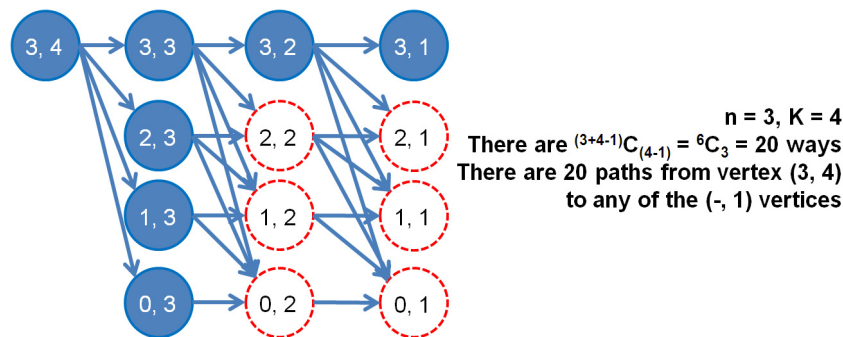 3, 4 3, 3 3, 2 3, 1
2, 3 2, 2 2, 1
1, 3 1, 2 1, 1
0, 3 0, 2 0, 1
n = 3, K = 4
There are ⁽³⁺⁴⁻¹⁾C₍₄₋₁₎ = ⁶C₃ = 20 ways
There are 20 paths from vertex (3, 4)
to any of the (-, 1) vertices